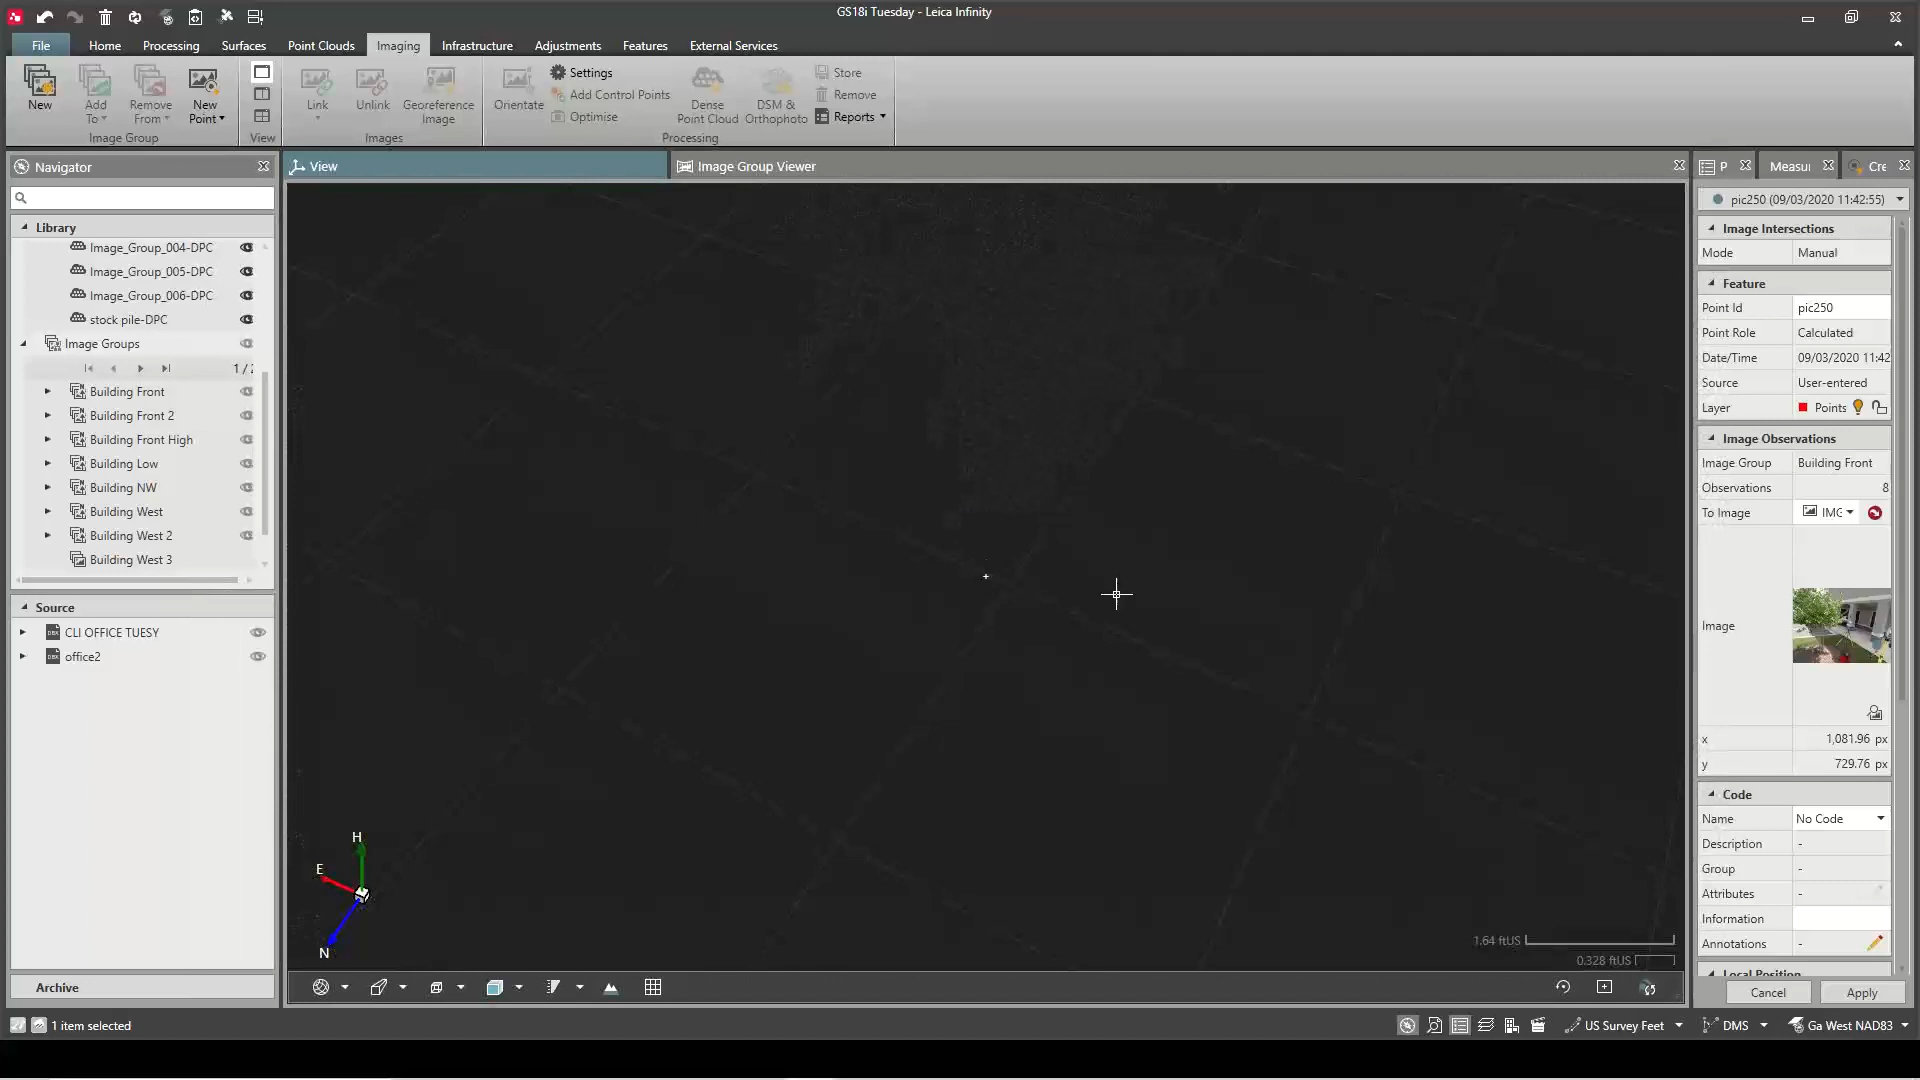 GS18i Tuesday - Leica Infinity
File Home Processing Surfaces Point Clouds Imaging Infrastructure Adjustments Features External Services
New
Add To
Remove From
New Point
Image Group
View
Link
Unlink
Georeference Image
Images
Orientate
Settings
Add Control Points
Optimise
Dense Point Cloud
DSM & Orthophoto
Store
Remove
Reports
Processing
Navigator
View
Image Group Viewer
P
Measu
Cre
Library
Image_Group_004-DPC
Image_Group_005-DPC
Image_Group_006-DPC
stock pile-DPC
Image Groups
1 /
Building Front
Building Front 2
Building Front High
Building Low
Building NW
Building West
Building West 2
Building West 3
Source
CLI OFFICE TUESY
office2
Archive
H
E
N
1.64 ftUS
0.328 ftUS
pic250 (09/03/2020 11:42:55)
Image Intersections
Mode Manual
Feature
Point Id pic250
Point Role Calculated
Date/Time 09/03/2020 11:42
Source User-entered
Layer Points
Image Observations
Image Group Building Front
Observations 8
To Image IMG
Image
x 1,081.96 px
y 729.76 px
Code
Name No Code
Description -
Group -
Attributes -
Information
Annotations -
Local Position
Cancel Apply
1 item selected
US Survey Feet DMS Ga West NAD83